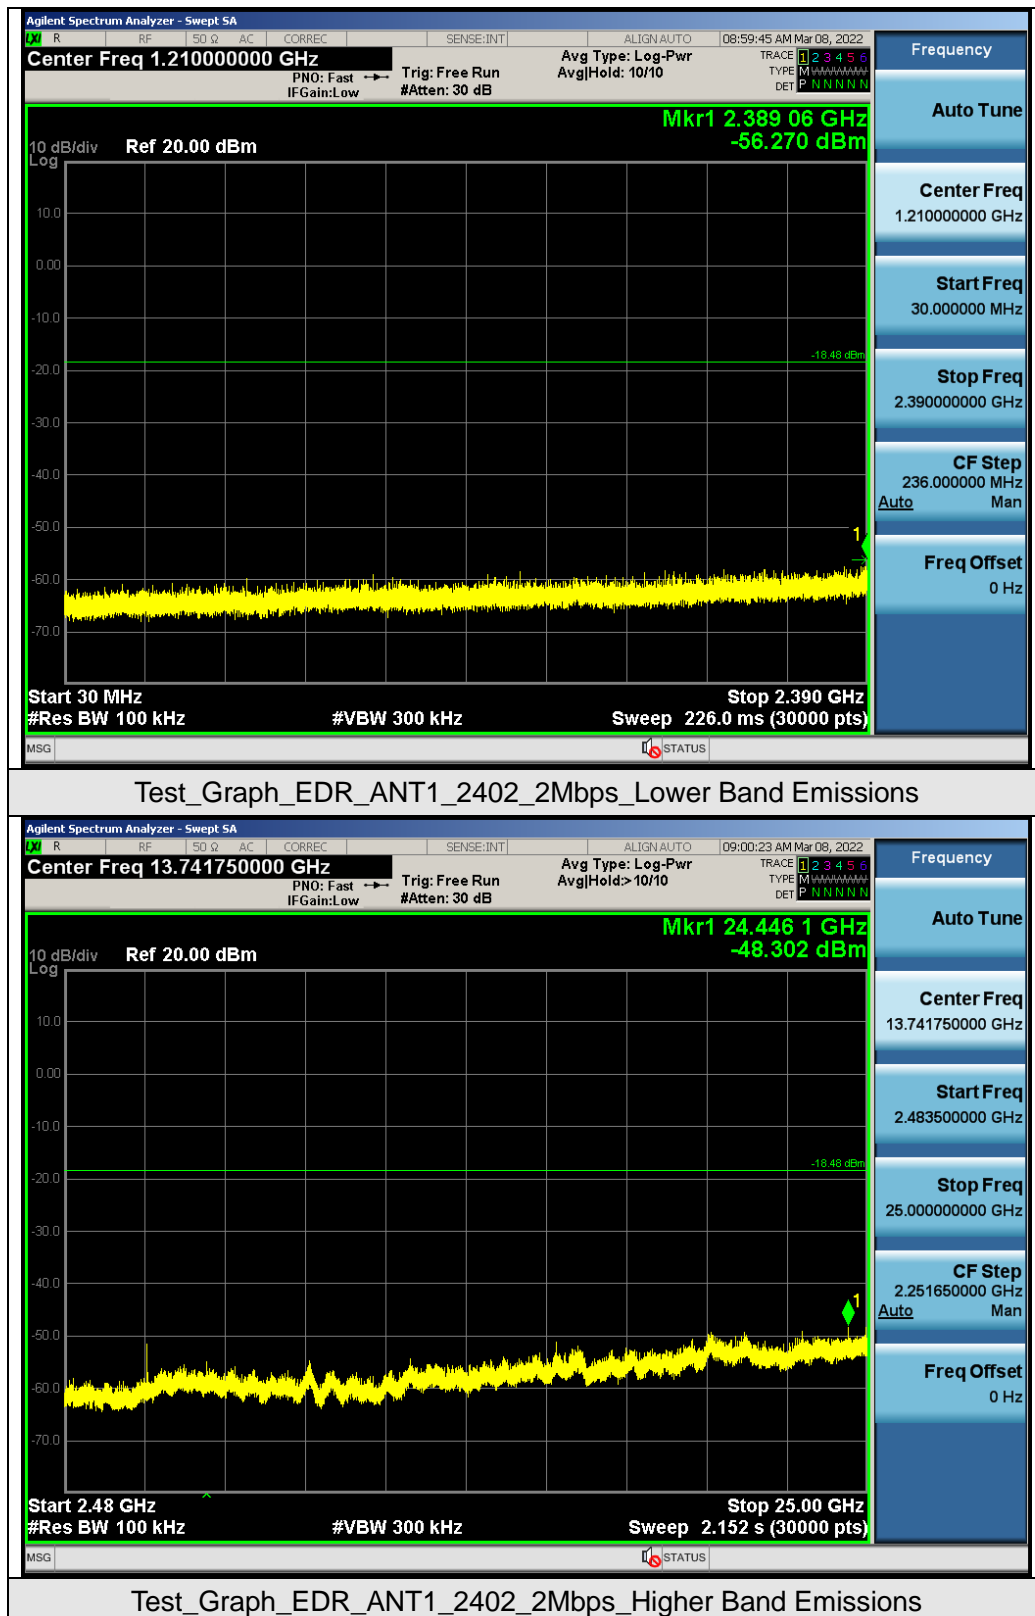 Agilent Spectrum Analyzer - Swept SA
LXI R RF 50 Ω AC CORREC SENSE:INT ALIGN AUTO 08:59:45 AM Mar 08, 2022
Center Freq 1.210000000 GHz
PNO: Fast Trig: Free Run
IFGain:Low #Atten: 30 dB
Avg Type: Log-Pwr
Avg|Hold: 10/10
TRACE 1 2 3 4 5 6
TYPE M WWWWW
DET P N N N N N
Mkr1 2.389 06 GHz
-56.270 dBm
10 dB/div Ref 20.00 dBm
Log
10.0
0.00
-10.0
-18.48 dBm
-20.0
-30.0
-40.0
-50.0
1
-60.0
-70.0
Start 30 MHz Stop 2.390 GHz
#Res BW 100 kHz #VBW 300 kHz Sweep 226.0 ms (30000 pts)
MSG STATUS
Frequency
Auto Tune
Center Freq
1.210000000 GHz
Start Freq
30.000000 MHz
Stop Freq
2.390000000 GHz
CF Step
236.000000 MHz
Auto Man
Freq Offset
0 Hz
Test_Graph_EDR_ANT1_2402_2Mbps_Lower Band Emissions
Agilent Spectrum Analyzer - Swept SA
LXI R RF 50 Ω AC CORREC SENSE:INT ALIGN AUTO 09:00:23 AM Mar 08, 2022
Center Freq 13.741750000 GHz
PNO: Fast Trig: Free Run
IFGain:Low #Atten: 30 dB
Avg Type: Log-Pwr
Avg|Hold:> 10/10
TRACE 1 2 3 4 5 6
TYPE M WWWWW
DET P N N N N N
Mkr1 24.446 1 GHz
-48.302 dBm
10 dB/div Ref 20.00 dBm
Log
10.0
0.00
-10.0
-18.48 dBm
-20.0
-30.0
-40.0
1
-50.0
-60.0
-70.0
Start 2.48 GHz Stop 25.00 GHz
#Res BW 100 kHz #VBW 300 kHz Sweep 2.152 s (30000 pts)
MSG STATUS
Frequency
Auto Tune
Center Freq
13.741750000 GHz
Start Freq
2.483500000 GHz
Stop Freq
25.000000000 GHz
CF Step
2.251650000 GHz
Auto Man
Freq Offset
0 Hz
Test_Graph_EDR_ANT1_2402_2Mbps_Higher Band Emissions